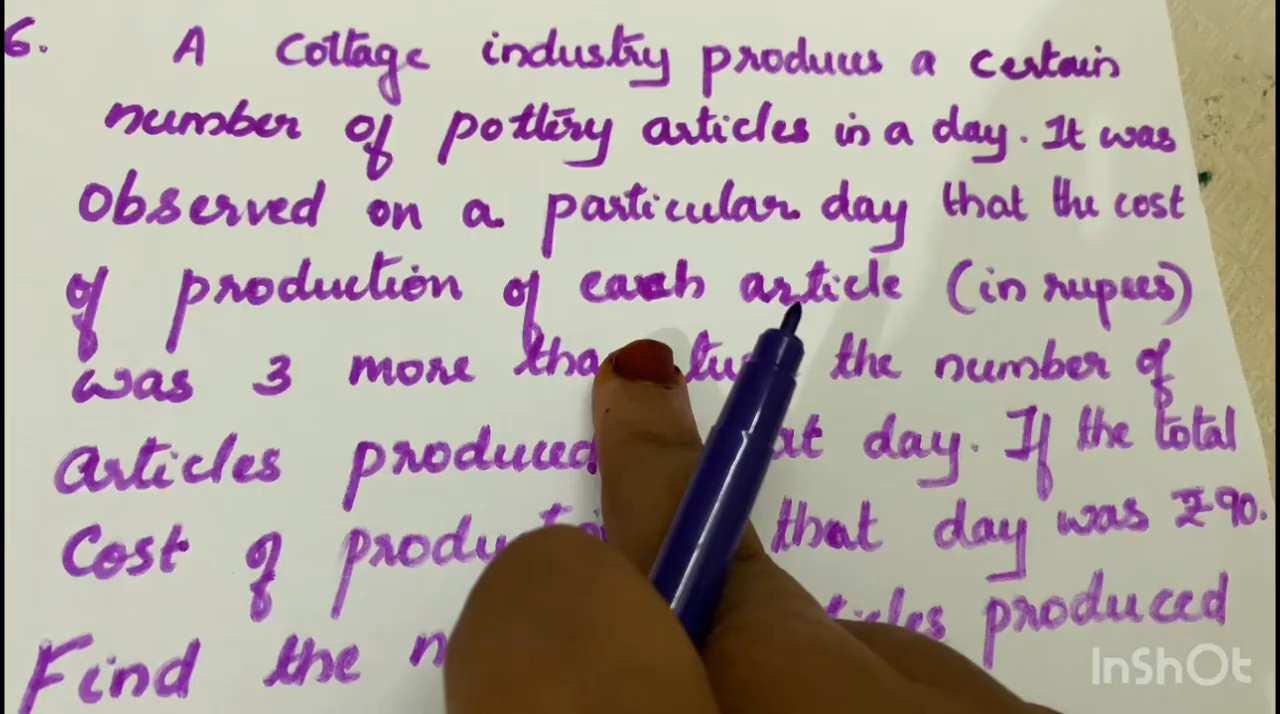 6. A Cottage industry produces a certain
number of pottery articles in a day. It was
Observed on a particular day that the cost
of production of each article (in rupees)
was 3 more the number of
articles produced day. If the total
Cost of that day was ₹90.
Find the produced
InShOt